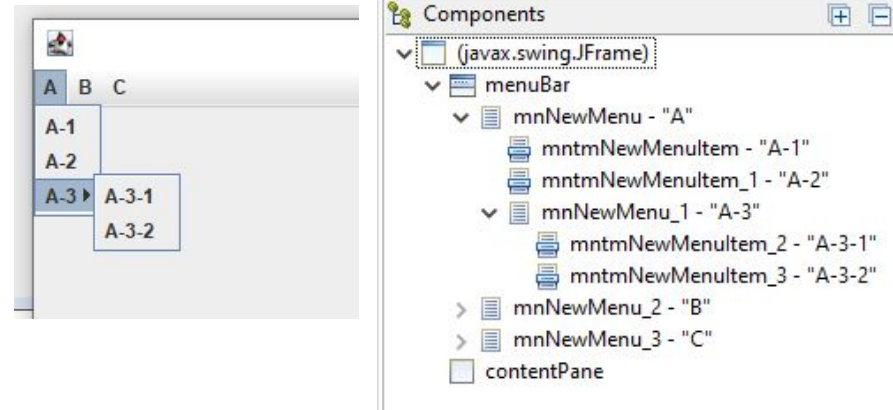 A B C
A-1
A-2
A-3 A-3-1
A-3-2
Components
(javax.swing.JFrame)
menuBar
mnNewMenu - "A"
mntmNewMenuItem - "A-1"
mntmNewMenuItem_1 - "A-2"
mnNewMenu_1 - "A-3"
mntmNewMenuItem_2 - "A-3-1"
mntmNewMenuItem_3 - "A-3-2"
mnNewMenu_2 - "B"
mnNewMenu_3 - "C"
contentPane